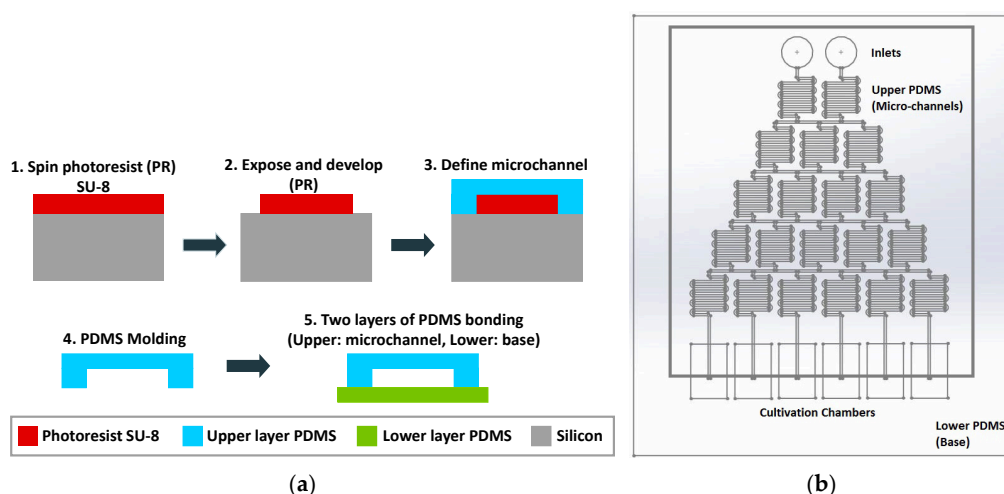 1. Spin photoresist (PR)
SU-8
2. Expose and develop
(PR)
3. Define microchannel
4. PDMS Molding
5. Two layers of PDMS bonding
(Upper: microchannel, Lower: base)
Photoresist SU-8
Upper layer PDMS
Lower layer PDMS
Silicon
(a)
Inlets
Upper PDMS
(Micro-channels)
Cultivation Chambers
Lower PDMS
(Base)
(b)